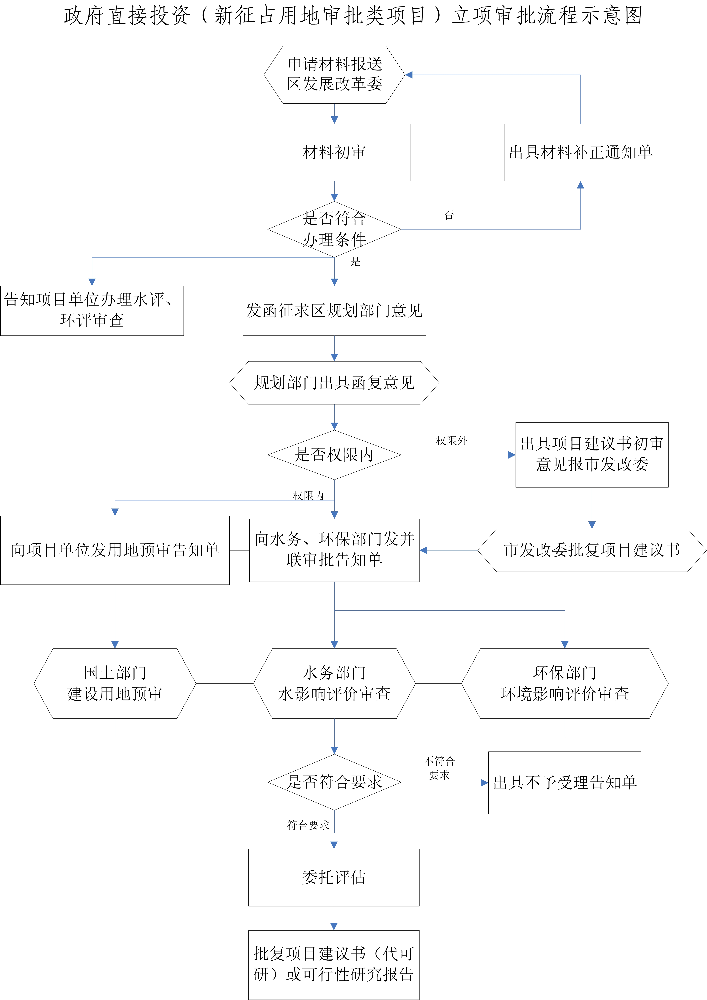 政府直接投资（新征占用地审批类项目）立项审批流程示意图
申请材料报送
区发展改革委
材料初审
出具材料补正通知单
是否符合
办理条件
否
是
告知项目单位办理水评、
环评审查
发函征求区规划部门意见
规划部门出具函复意见
是否权限内
权限外
出具项目建议书初审
意见报市发改委
权限内
向项目单位发用地预审告知单
向水务、环保部门发并
联审批告知单
市发改委批复项目建议书
国土部门
建设用地预审
水务部门
水影响评价审查
环保部门
环境影响评价审查
是否符合要求
不符合
要求
出具不予受理告知单
符合要求
委托评估
批复项目建议书（代可
研）或可行性研究报告